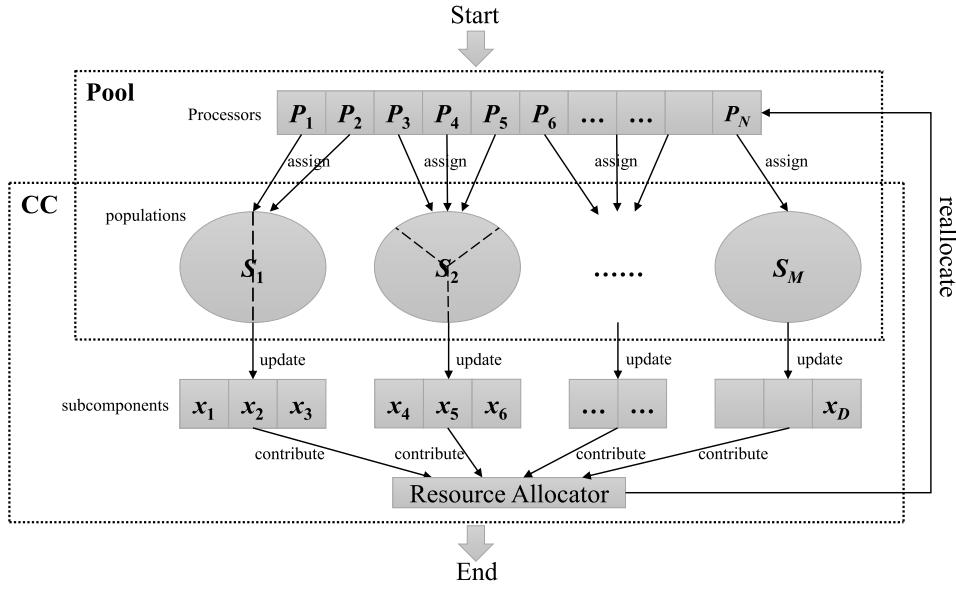 Start
Pool
Processors P1 P2 P3 P4 P5 P6 ... ... PN
assign assign assign assign
CC
populations
S1 S2 ...... SM
reallocate
update update update update
subcomponents x1 x2 x3 x4 x5 x6 ... ... xD
contribute contribute contribute contribute
Resource Allocator
End